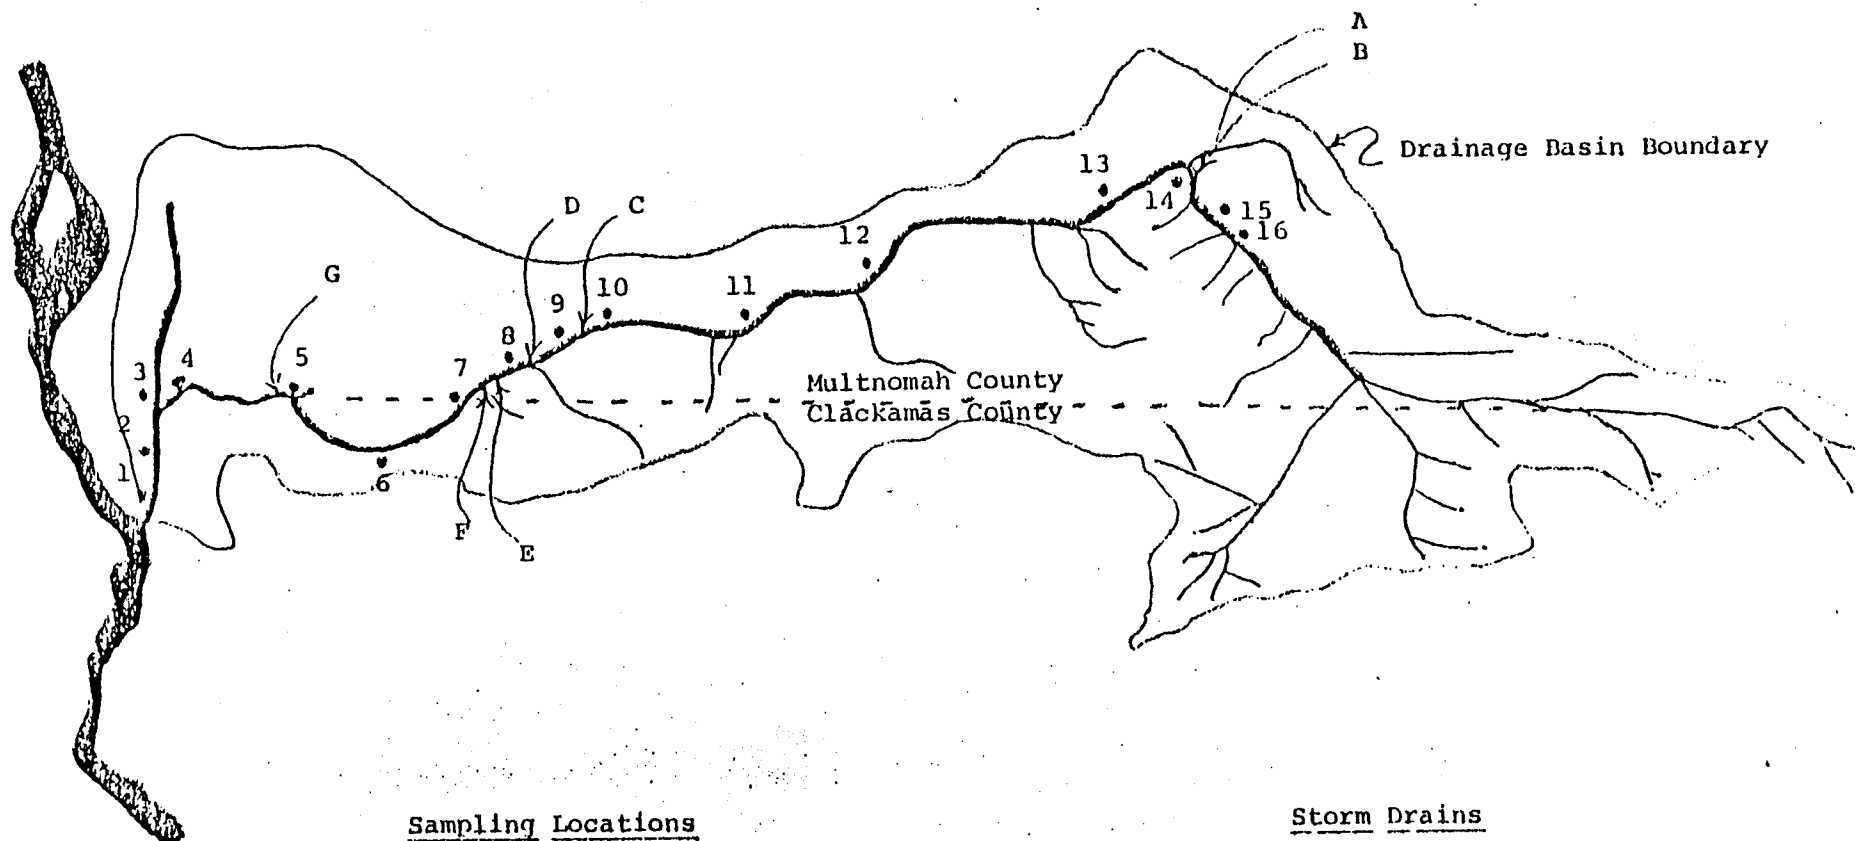 A
B
Drainage Basin Boundary
13
14
15
16
D
C
12
G
10
9
11
8
5
7
4
3
Multnomah County
Clackamas County
2
1
6
F
E
Sampling Locations
Storm Drains